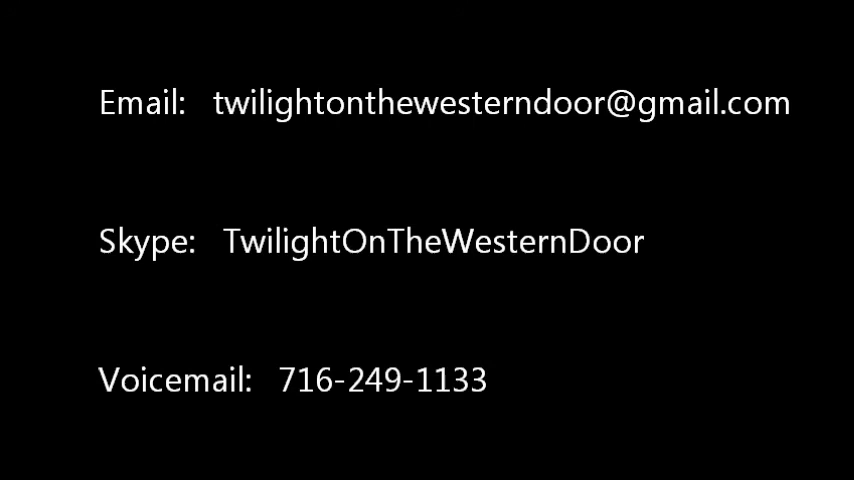 Email: twilightonthewesterndoor@gmail.com
Skype: TwilightOnTheWesternDoor
Voicemail: 716-249-1133